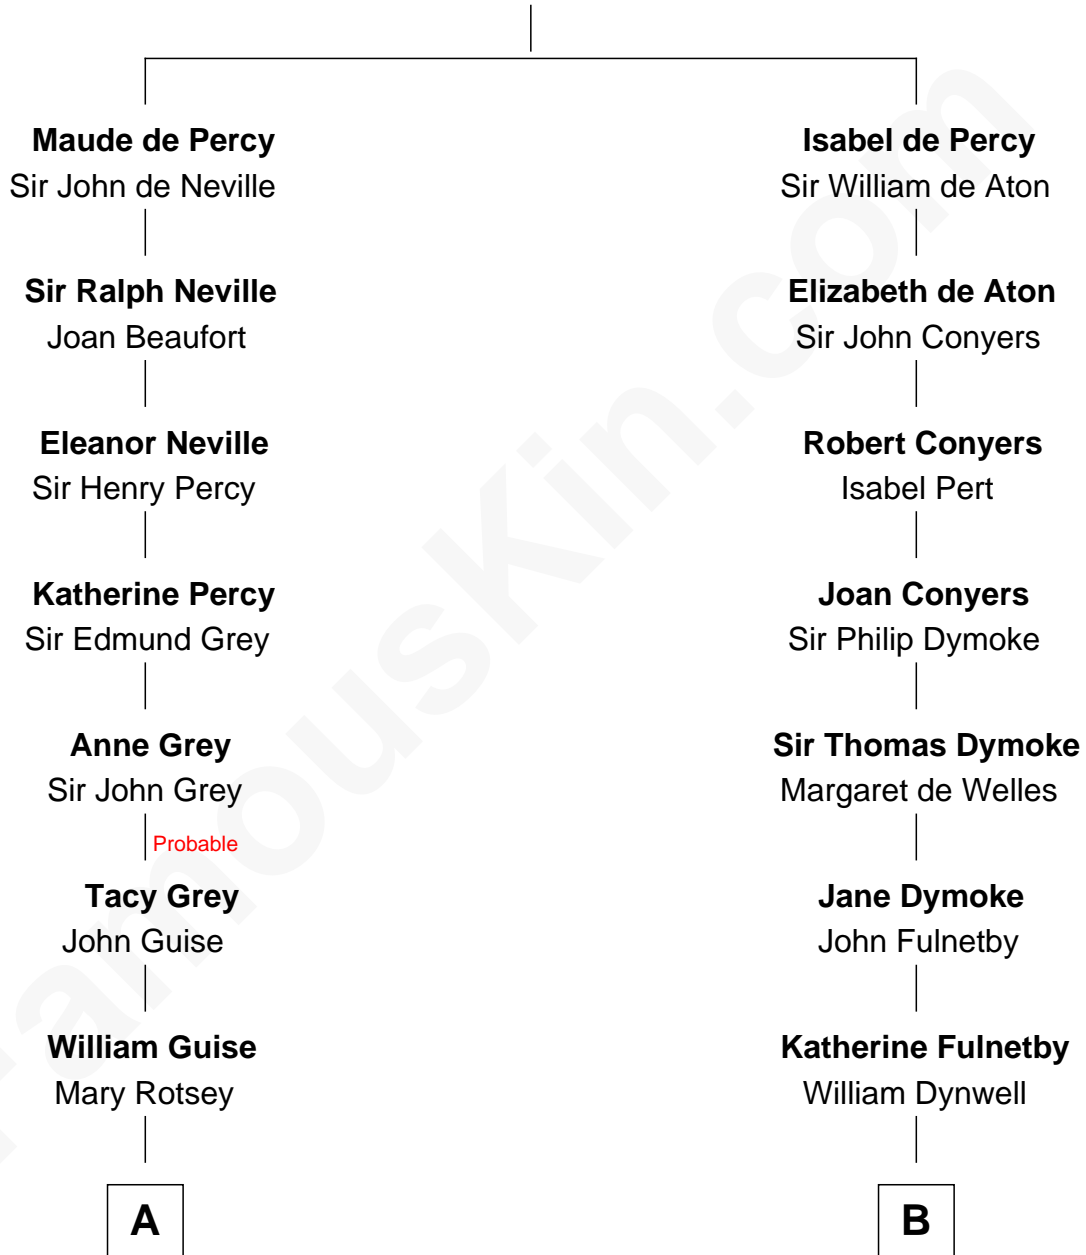 Maude de Percy
Sir John de Neville
Sir Ralph Neville
Joan Beaufort
Eleanor Neville
Sir Henry Percy
Katherine Percy
Sir Edmund Grey
Anne Grey
Sir John Grey
Probable
Tacy Grey
John Guise
William Guise
Mary Rotsey
A
Isabel de Percy
Sir William de Aton
Elizabeth de Aton
Sir John Conyers
Robert Conyers
Isabel Pert
Joan Conyers
Sir Philip Dymoke
Sir Thomas Dymoke
Margaret de Welles
Jane Dymoke
John Fulnetby
Katherine Fulnetby
William Dynwell
B
FamousKin.com